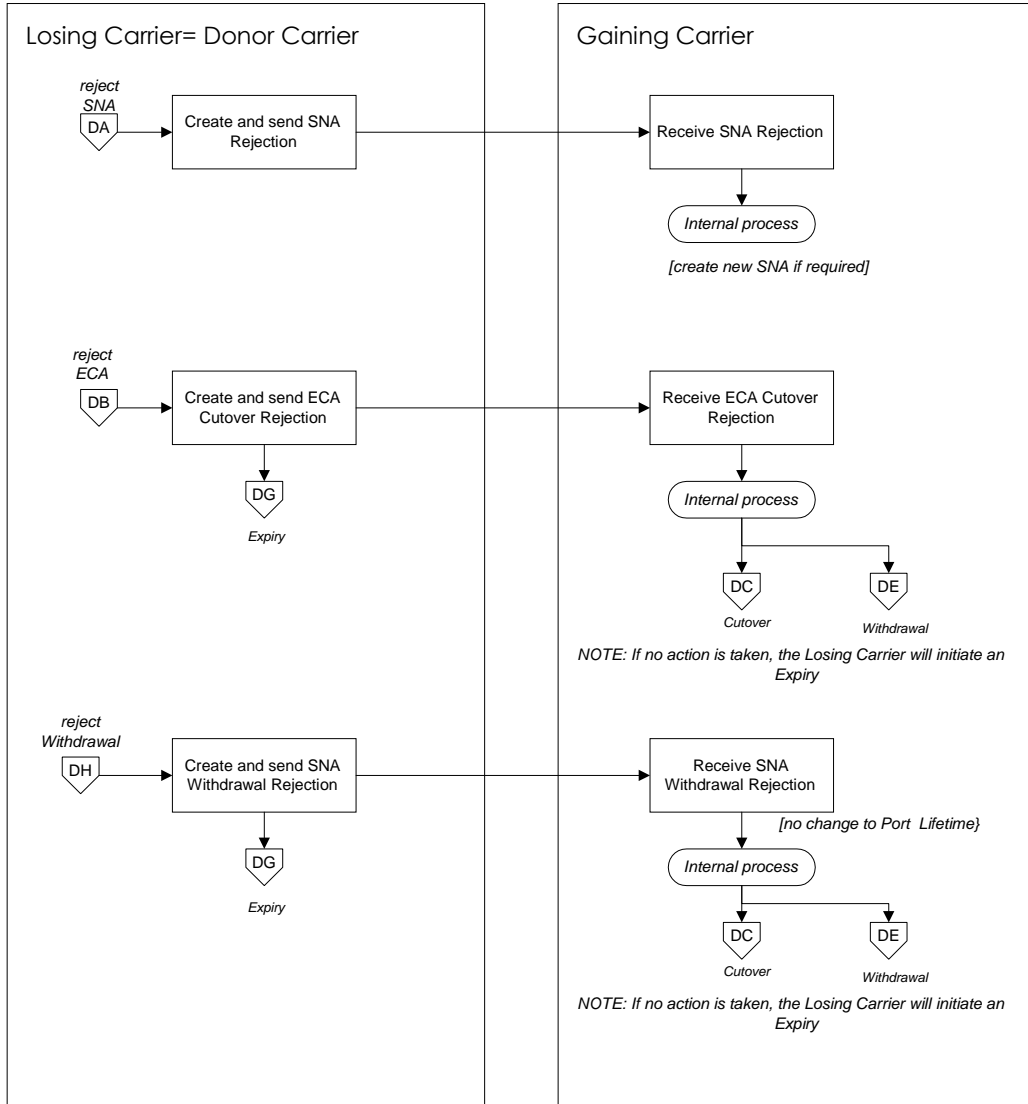 Losing Carrier= Donor Carrier
Gaining Carrier
reject
SNA
DA
Create and send SNA
Rejection
Receive SNA Rejection
Internal process
[create new SNA if required]
reject
ECA
DB
Create and send ECA
Cutover Rejection
Receive ECA Cutover
Rejection
DG
Expiry
Internal process
DC
Cutover
DE
Withdrawal
NOTE: If no action is taken, the Losing Carrier will initiate an
Expiry
reject
Withdrawal
DH
Create and send SNA
Withdrawal Rejection
Receive SNA
Withdrawal Rejection
[no change to Port  Lifetime}
DG
Expiry
Internal process
DC
Cutover
DE
Withdrawal
NOTE: If no action is taken, the Losing Carrier will initiate an
Expiry